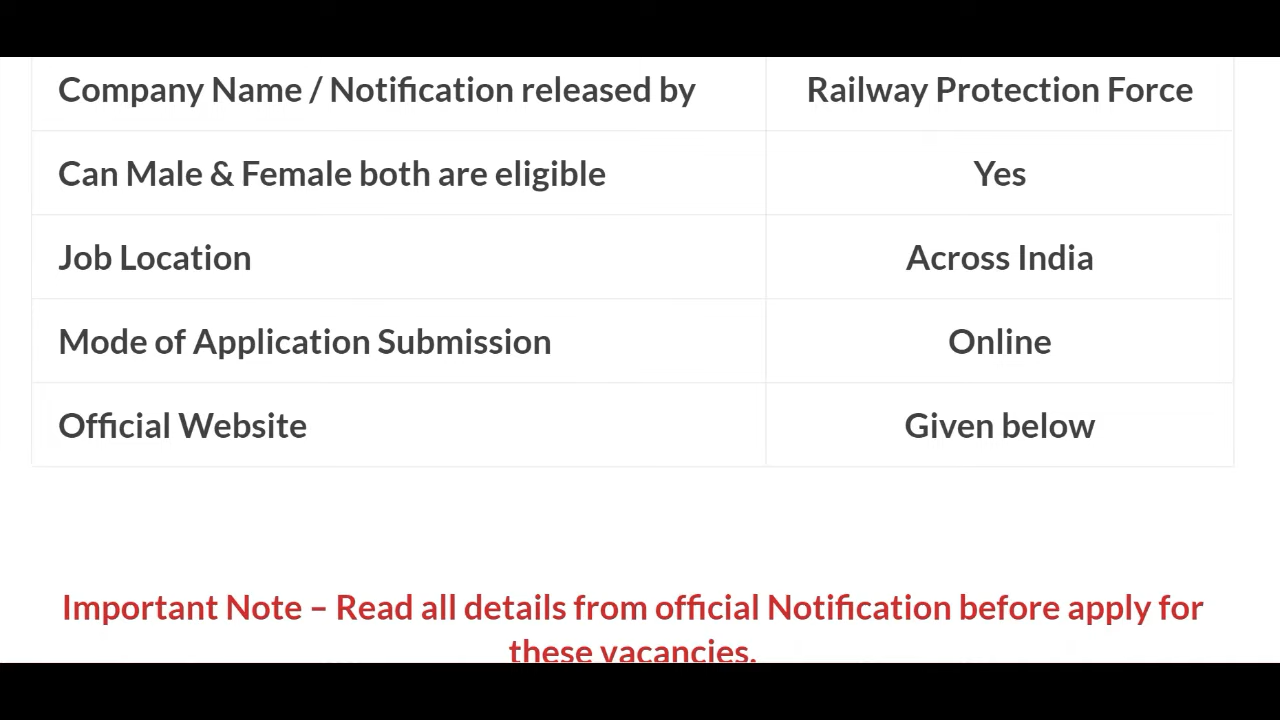 Company Name / Notification released by Railway Protection Force
Can Male & Female both are eligible Yes
Job Location Across India
Mode of Application Submission Online
Official Website Given below
Important Note – Read all details from official Notification before apply for
these vacancies.